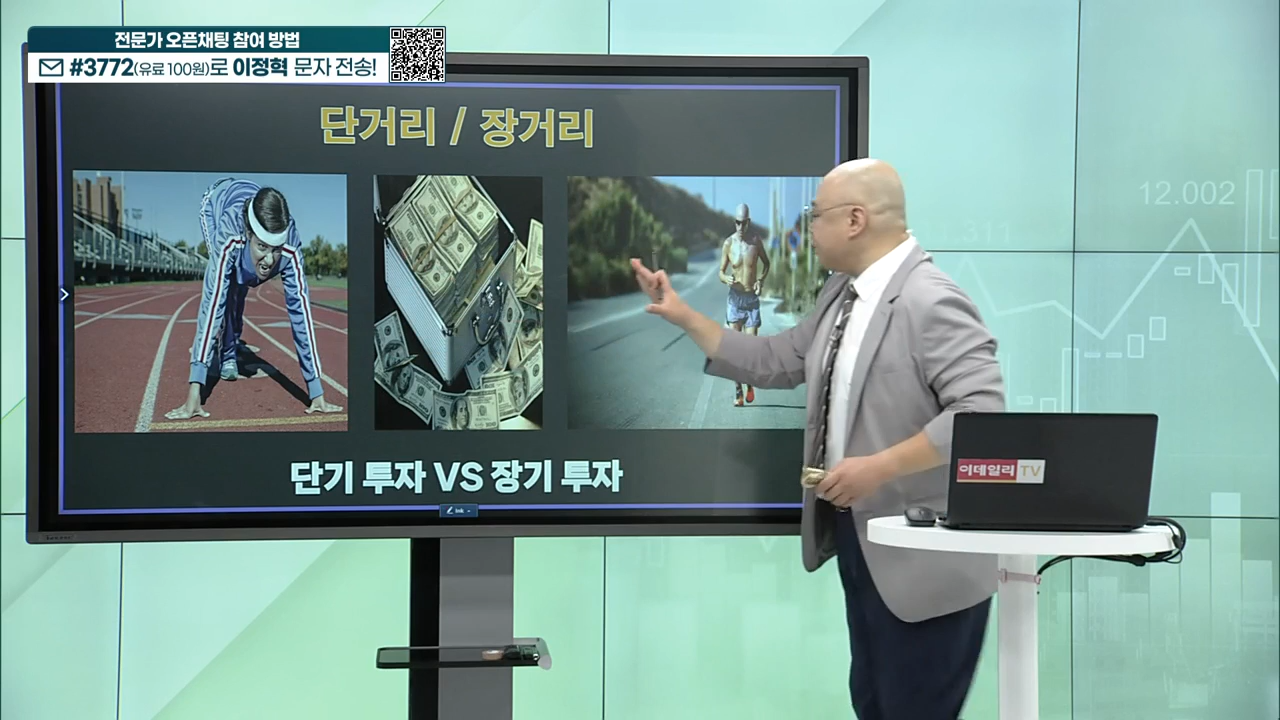 전문가 오픈채팅 참여 방법
#3772(유료 100원)로 이정혁 문자 전송!
단거리 / 장거리
단기 투자 VS 장기 투자
Ink
이데일리TV
12.002